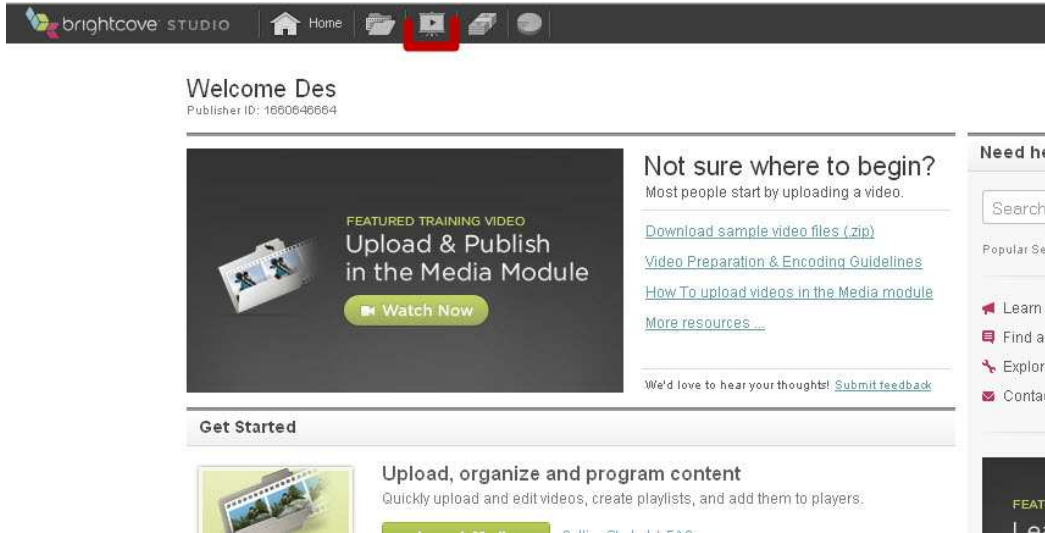 brightcove STUDIO Home
Welcome Des
Publisher ID: 1660646664
FEATURED TRAINING VIDEO
Upload & Publish
in the Media Module
Watch Now
Not sure where to begin?
Most people start by uploading a video.
Download sample video files (.zip)
Video Preparation & Encoding Guidelines
How To upload videos in the Media module
More resources ...
We'd love to hear your thoughts! Submit feedback
Need he
Search
Popular Se
Learn
Find a
Explor
Conta
Get Started
Upload, organize and program content
Quickly upload and edit videos, create playlists, and add them to players.
FEAT